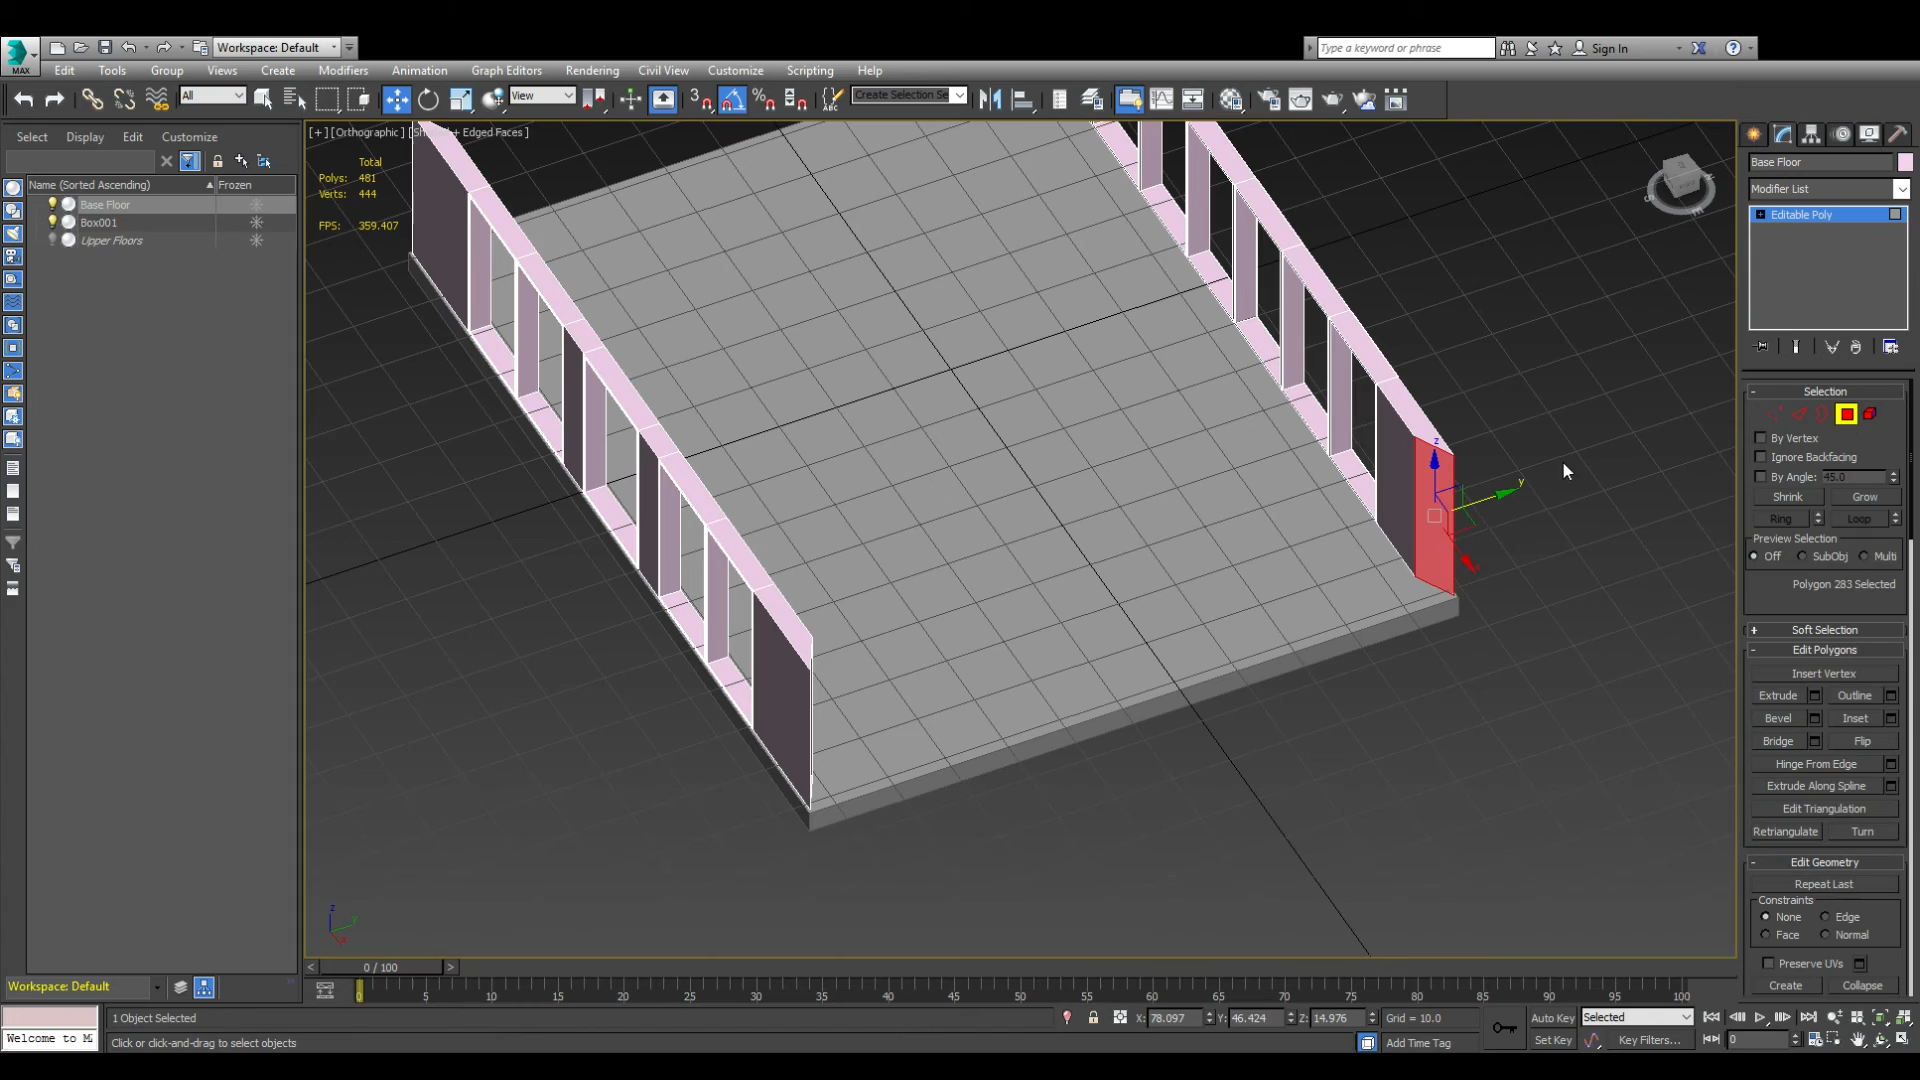 Workspace: Default
Type a keyword or phrase
Sign In
MAX
Edit Tools Group Views Create Modifiers Animation Graph Editors Rendering Civil View Customize Scripting Help
All
View
3
ABC
Create Selection Se
Select Display Edit Customize
Name (Sorted Ascending) Frozen
Base Floor
Box001
Upper Floors
[+] [Orthographic] [ + Edged Faces ]
Total
Polys: 481
Verts: 444
FPS: 359.407
z
y
z
y
x
Base Floor
Modifier List
Editable Poly
Selection
By Vertex
Ignore Backfacing
By Angle: 45.0
Shrink Grow
Ring Loop
Preview Selection
Off SubObj Multi
Polygon 283 Selected
Soft Selection
Edit Polygons
Insert Vertex
Extrude Outline
Bevel Inset
Bridge Flip
Hinge From Edge
Extrude Along Spline
Edit Triangulation
Retriangulate Turn
Edit Geometry
Repeat Last
Constraints
None Edge
Face Normal
Preserve UVs
Create Collapse
0 / 100
Workspace: Default
0 5 10 15 20 25 30 35 40 45 50 55 60 65 70 75 80 85 90 95 100
1 Object Selected
X: 78.097 Y: 46.424 Z: 14.976 Grid = 10.0
Auto Key Selected
Welcome to
Click or click-and-drag to select objects
Add Time Tag
Set Key Key Filters...
0